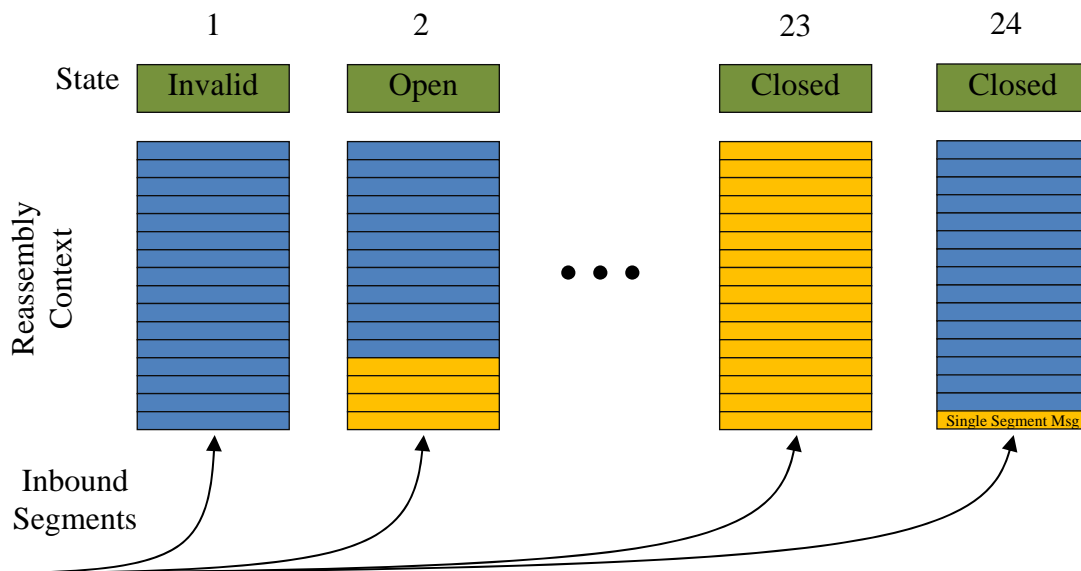 1
2
23
24
State
Invalid
Open
Closed
Closed
Reassembly
Context
Single Segment Msg
Inbound
Segments